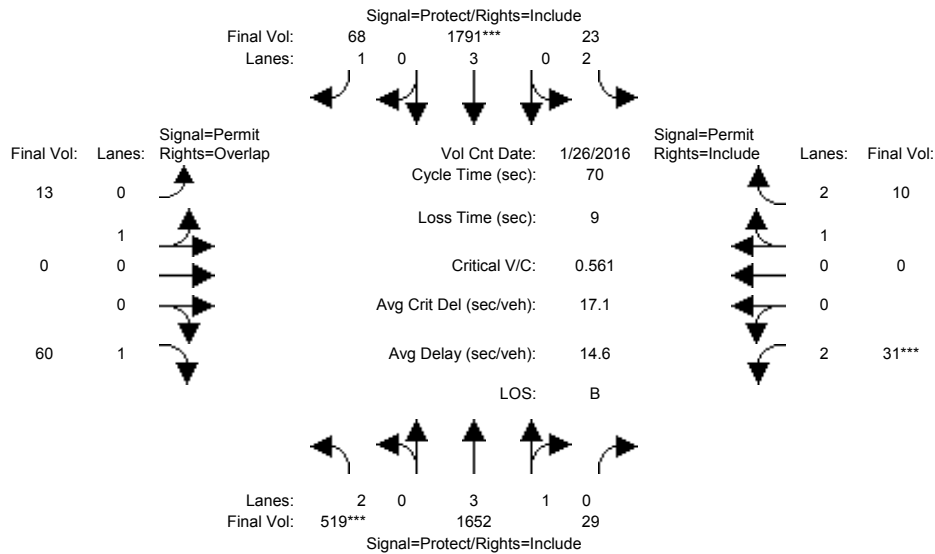 Signal=Protect/Rights=Include
Final Vol: 68 1791*** 23
Lanes: 1 0 3 0 2
Signal=Permit Signal=Permit
Final Vol: Lanes: Rights=Overlap Vol Cnt Date: 1/26/2016 Rights=Include Lanes: Final Vol:
Cycle Time (sec): 70
13 0 2 10
Loss Time (sec): 9
1 1
0 0 Critical V/C: 0.561 0 0
0 Avg Crit Del (sec/veh): 17.1 0
60 1 Avg Delay (sec/veh): 14.6 2 31***
LOS: B
Lanes: 2 0 3 1 0
Final Vol: 519*** 1652 29
Signal=Protect/Rights=Include